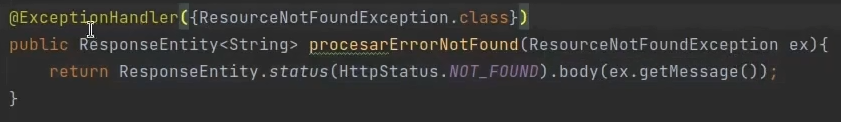 @ExceptionHandler({ResourceNotFoundException.class})
public ResponseEntity<String> procesarErrorNotFound(ResourceNotFoundException ex){
    return ResponseEntity.status(HttpStatus.NOT_FOUND).body(ex.getMessage());
}